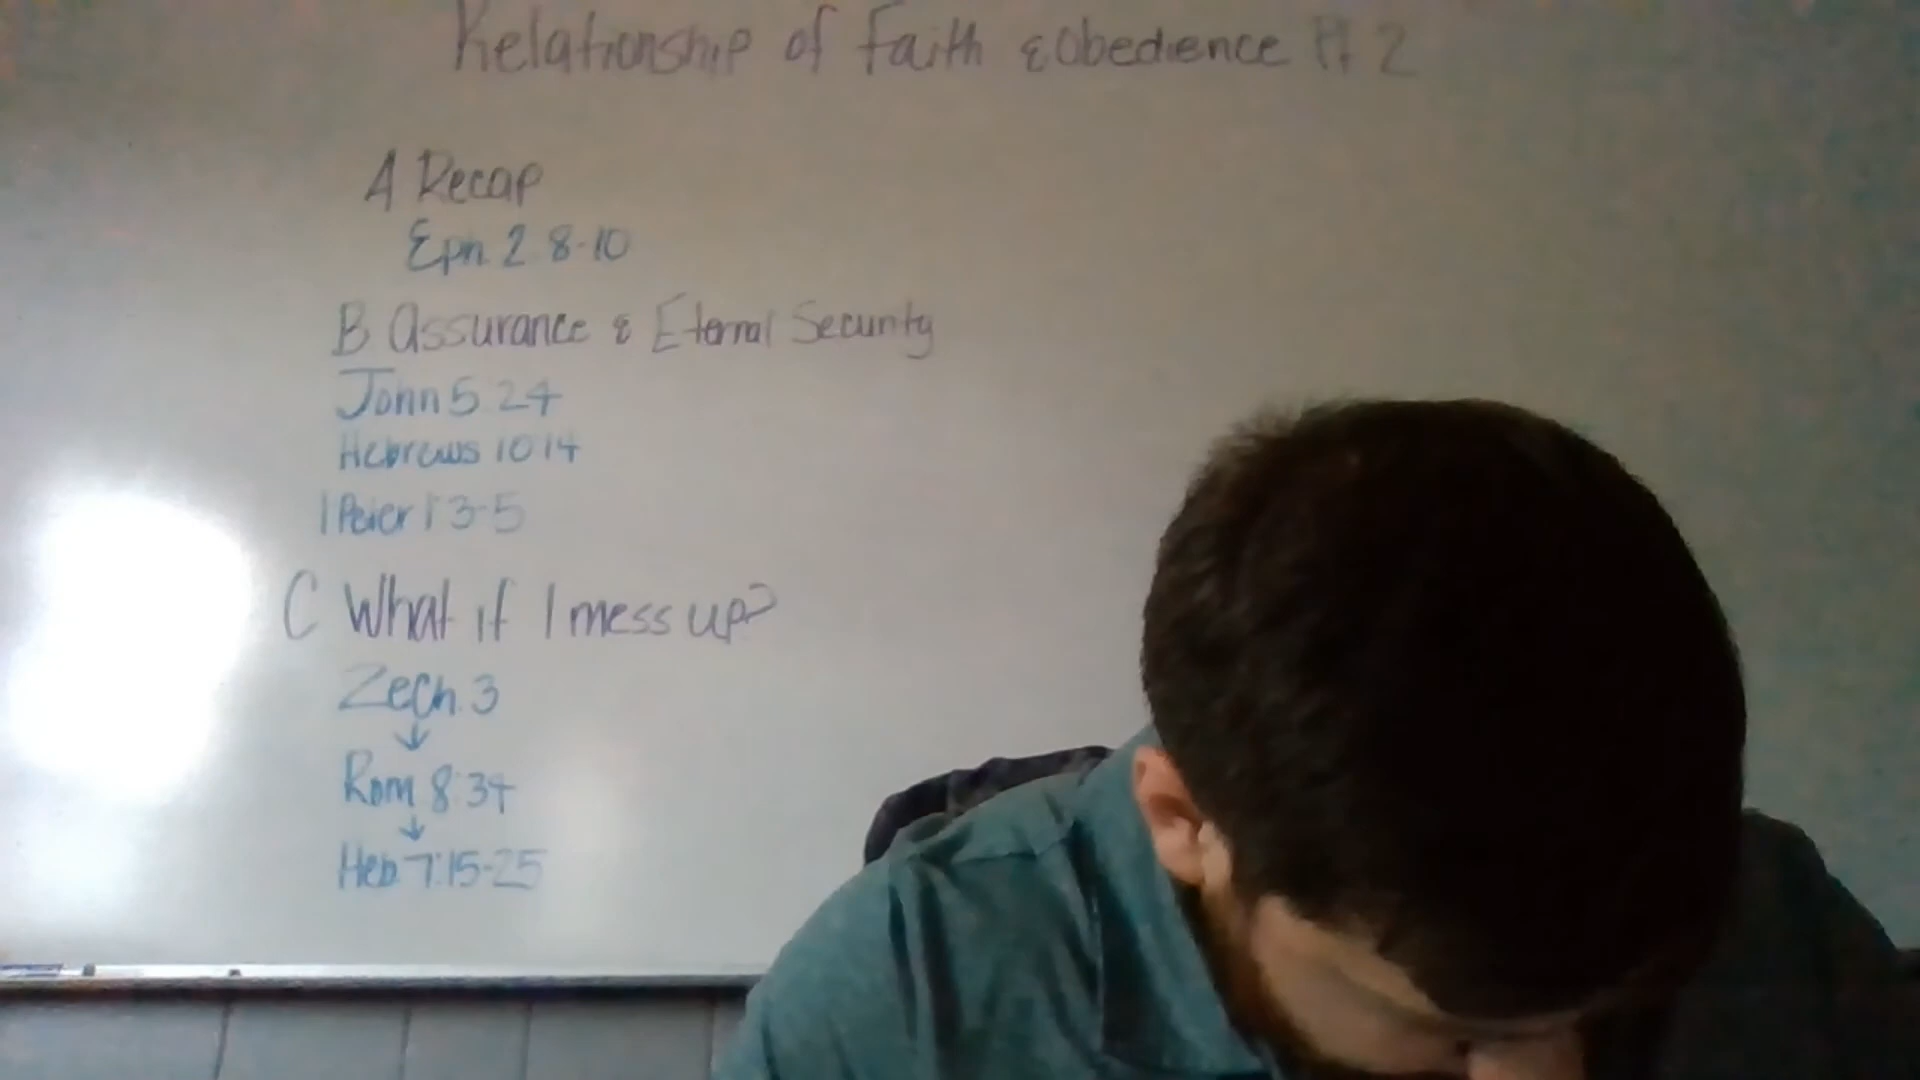 Relationship of Faith & Obedience Pt 2
A Recap
Eph. 2 8-10
B Assurance & Eternal Security
John 5 24
Hebrews 10 14
1 Peter 1 3-5
C What if I mess up?
Zech. 3
↓
Rom 8:34
↓
Heb 7:15-25